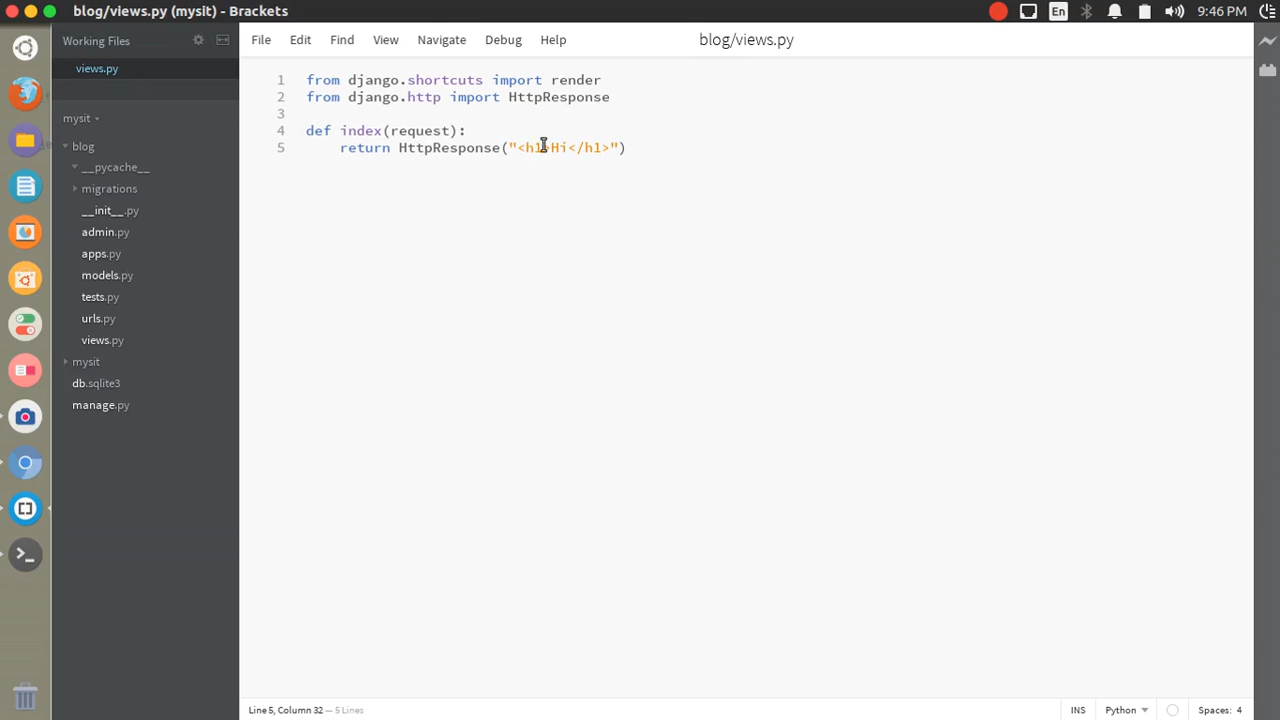 blog/views.py (mysit) - Brackets
En
9:46 PM
Working Files
File Edit Find View Navigate Debug Help
blog/views.py
views.py
mysit
blog
__pycache__
migrations
__init__.py
admin.py
apps.py
models.py
tests.py
urls.py
views.py
mysit
db.sqlite3
manage.py
1 from django.shortcuts import render
2 from django.http import HttpResponse
3
4 def index(request):
5 return HttpResponse("<h1>Hi</h1>")
Line 5, Column 32 — 5 Lines
INS Python Spaces: 4